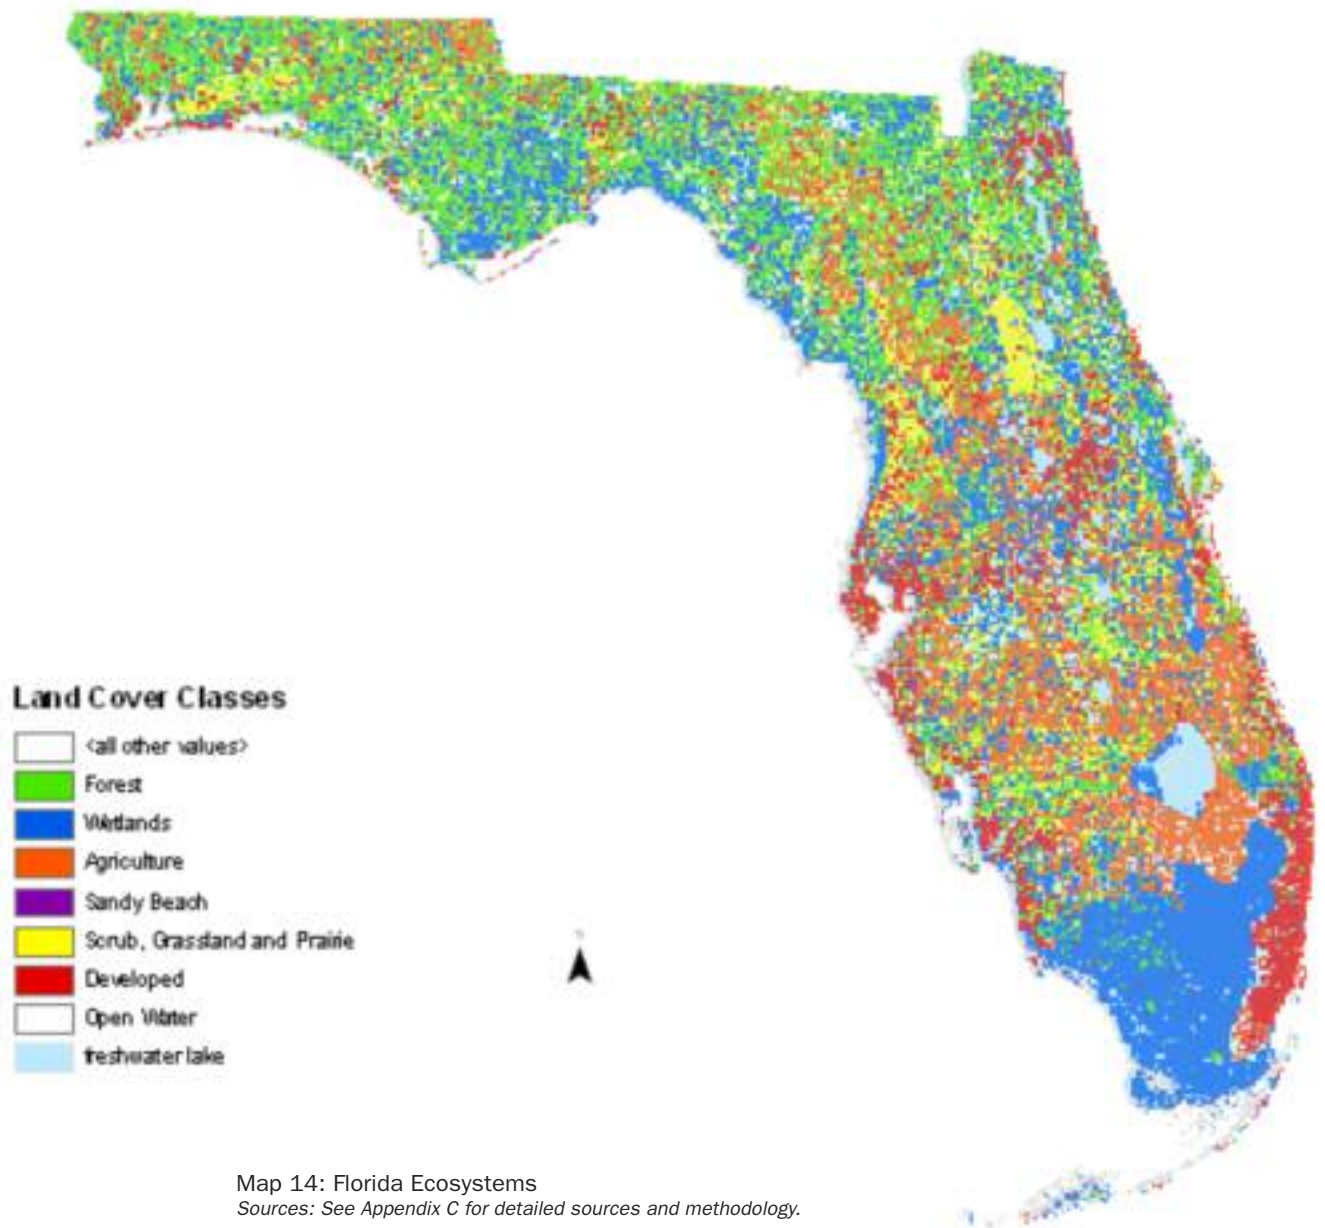 Land Cover Classes
<all other values>
Forest
Wetlands
Agriculture
Sandy Beach
Scrub, Grassland and Prairie
Developed
Open Water
freshwater lake
Map 14: Florida Ecosystems
Sources: See Appendix C for detailed sources and methodology.